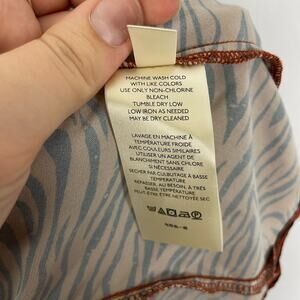 MACHINE WASH COLD
WITH LIKE COLORS
USE ONLY NON-CHLORINE
BLEACH
TUMBLE DRY LOW
LOW IRON AS NEEDED
MAY BE DRY CLEANED
LAVAGE EN MACHINE À
TEMPÉRATURE FROIDE
AVEC COULEURS SIMILAIRES
UTILISER UN AGENT DE
BLANCHIMENT SANS CHLORE
SI NÉCESSAIRE
SÉCHER PAR CULBUTAGE À BASSE
TEMPÉRATURE
REPASSER, AU BESOIN, À TRÈS
BASSE TEMPÉRATURE
PEUT-ÊTRE ÊTRE NETTOYÉ SEC